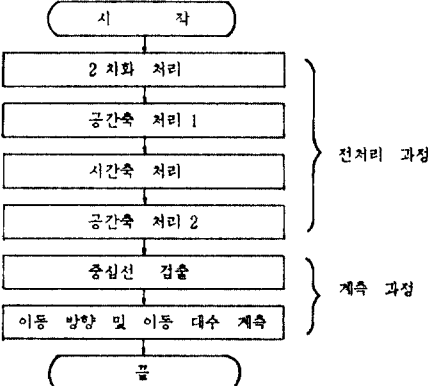 시 작
2 치화 처리
공간축 처리 1
시간축 처리
공간축 처리 2
전처리 과정
중심선 검출
이동 방향 및 이동 대수 계측
계측 과정
끝